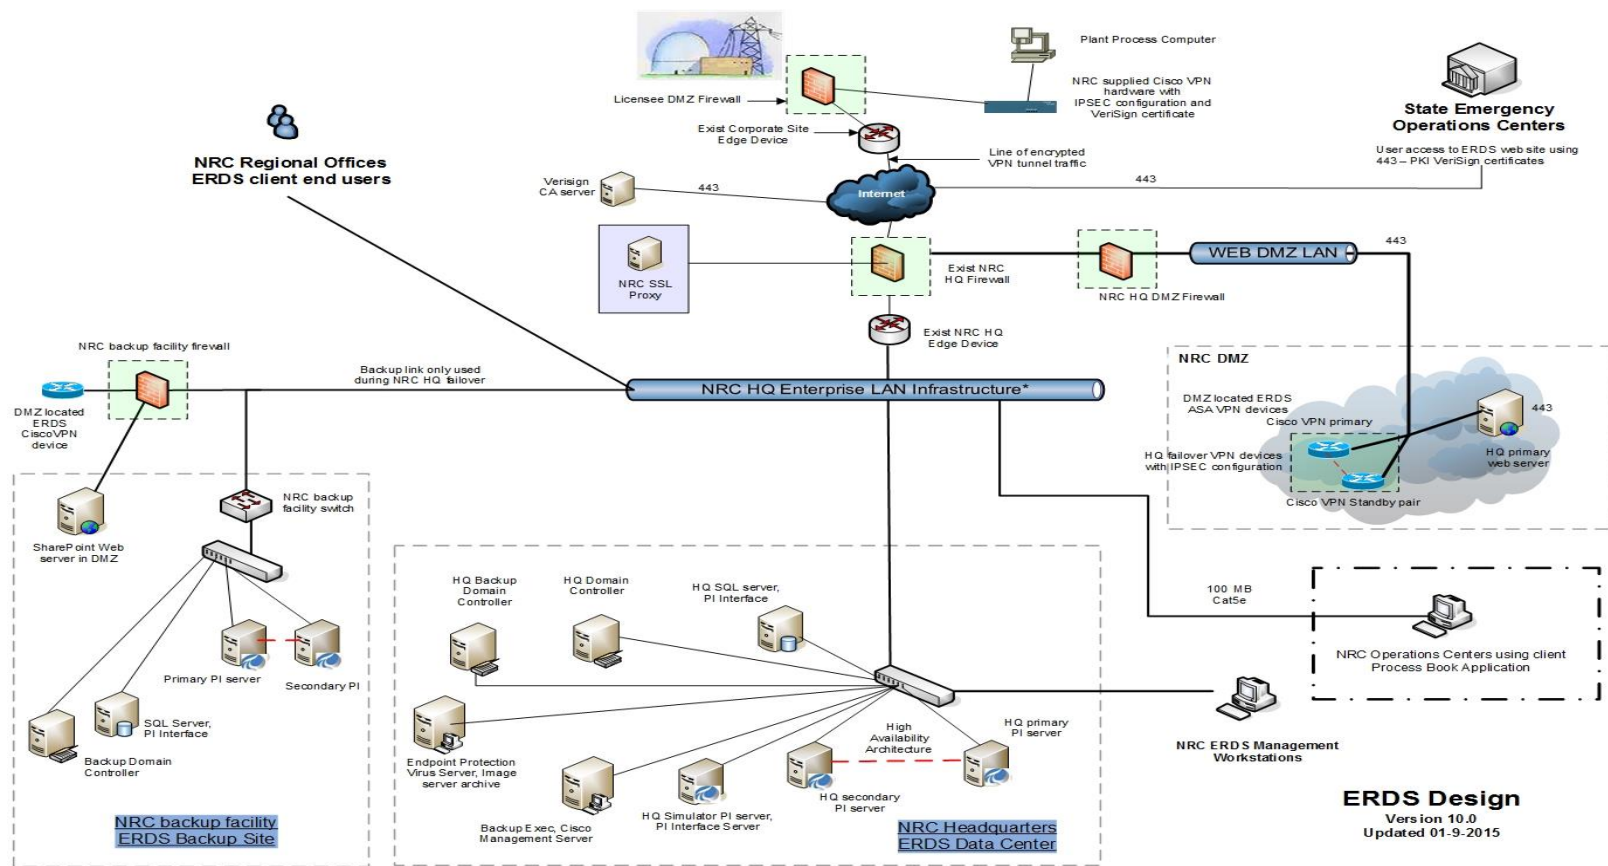 Plant Process Computer
NRC supplied Cisco VPN
hardware with
IPSEC configuration and
VeriSign certificate
Licensee DMZ Firewall
Exist Corporate Site
Edge Device
Line of encrypted
VPN tunnel traffic
State Emergency
Operations Centers
User access to ERDS web site using
443 – PKI VeriSign certificates
NRC Regional Offices
ERDS client end users
Verisign
CA server
443
Internet
443
NRC SSL
Proxy
Exist NRC
HQ Firewall
NRC HQ DMZ Firewall
WEB DMZ LAN
443
Exist NRC HQ
Edge Device
NRC backup facility firewall
Backup link only used
during NRC HQ failover
NRC HQ Enterprise LAN Infrastructure*
DMZ located
ERDS
CiscoVPN
device
NRC DMZ
DMZ located ERDS
ASA VPN devices
Cisco VPN primary
443
HQ failover VPN devices
with IPSEC configuration
HQ primary
web server
Cisco VPN Standby pair
NRC backup
facility switch
SharePoint Web
server in DMZ
Primary PI server
Secondary PI
SQL Server,
PI Interface
Backup Domain
Controller
NRC backup facility
ERDS Backup Site
HQ Backup
Domain
Controller
HQ Domain
Controller
HQ SQL server,
PI Interface
Endpoint Protection
Virus Server, Image
server archive
Backup Exec, Cisco
Management Server
HQ Simulator PI server,
PI Interface Server
High
Availability
Architecture
HQ secondary
PI server
HQ primary
PI server
NRC Headquarters
ERDS Data Center
100 MB
Cat5e
NRC Operations Centers using client
Process Book Application
NRC ERDS Management
Workstations
ERDS Design
Version 10.0
Updated 01-9-2015